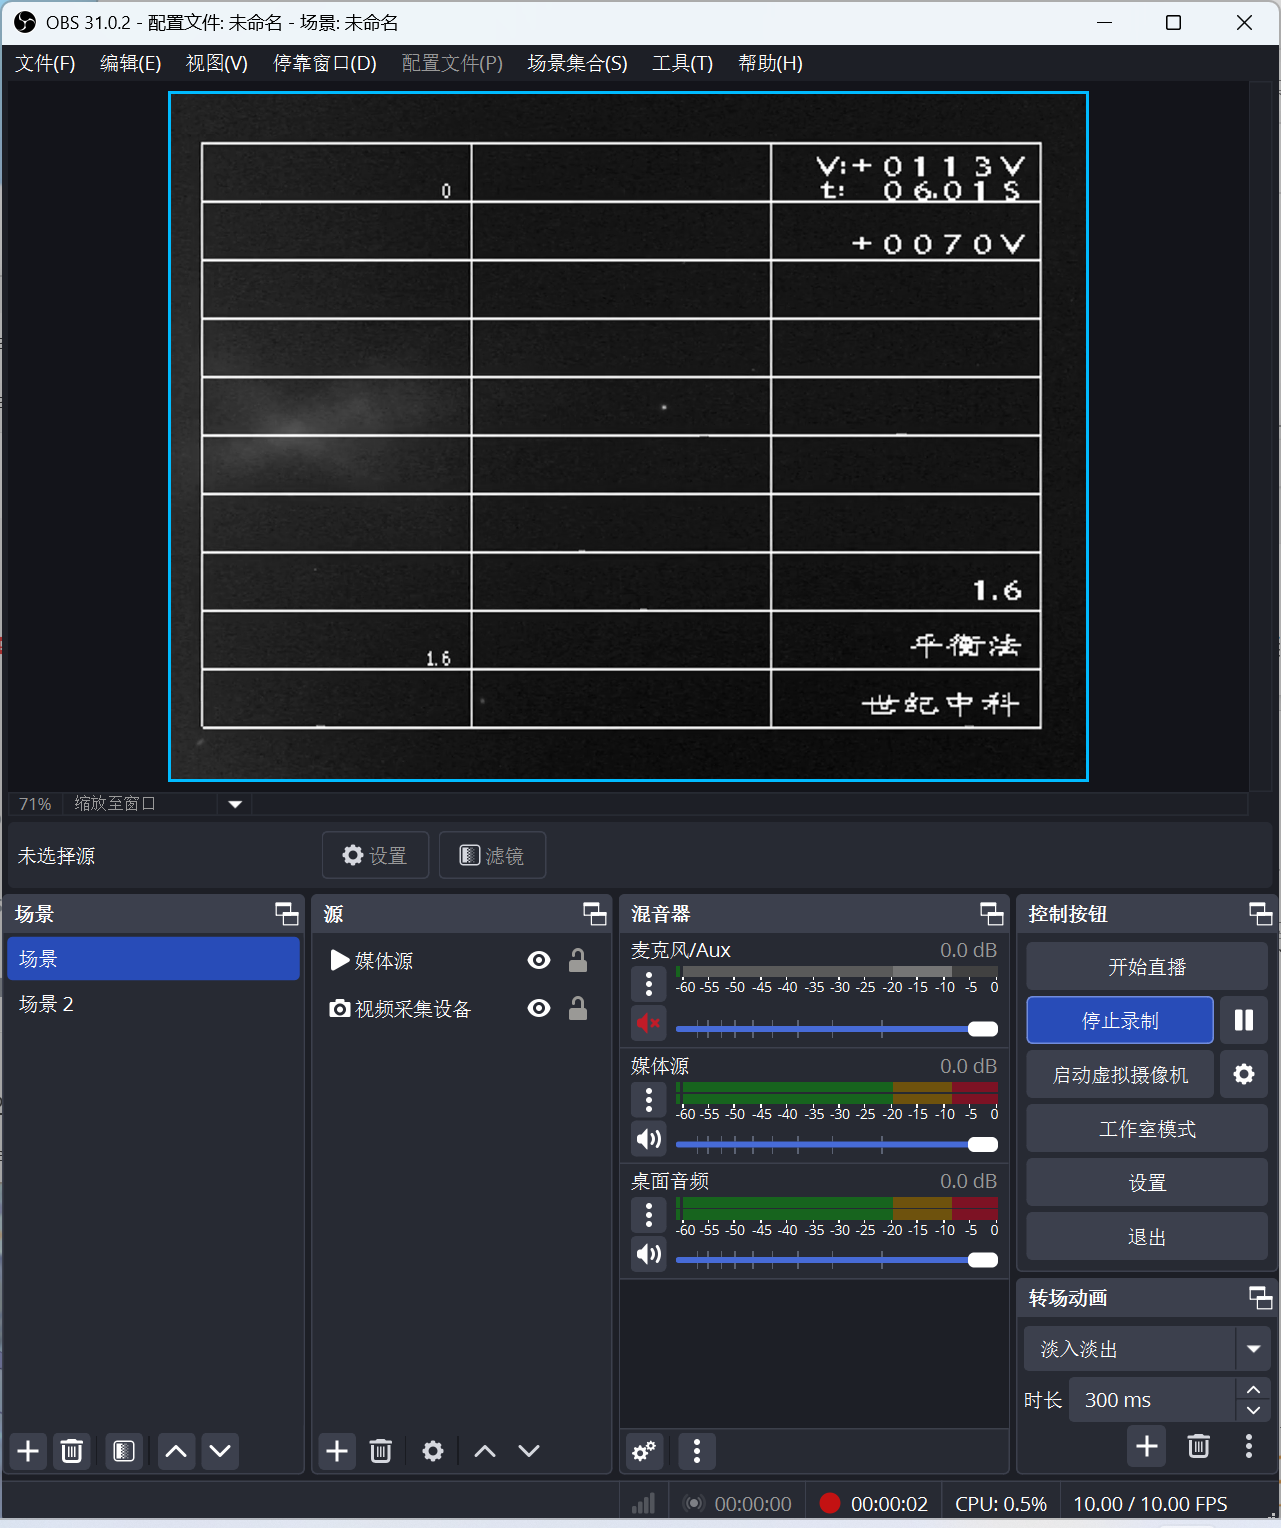 OBS 31.0.2 - 配置文件: 未命名 - 场景: 未命名
文件(F) 编辑(E) 视图(V) 停靠窗口(D) 配置文件(P) 场景集合(S) 工具(T) 帮助(H)
V:+0113V
0
t: 06.01S
+0070V
1.6
平衡法
1.6
世纪中科
71% 缩放至窗口
未选择源 设置 滤镜
场景
场景
场景 2
源
媒体源
视频采集设备
混音器
麦克风/Aux 0.0 dB
-60 -55 -50 -45 -40 -35 -30 -25 -20 -15 -10 -5 0
媒体源 0.0 dB
-60 -55 -50 -45 -40 -35 -30 -25 -20 -15 -10 -5 0
桌面音频 0.0 dB
-60 -55 -50 -45 -40 -35 -30 -25 -20 -15 -10 -5 0
控制按钮
开始直播
停止录制
启动虚拟摄像机
工作室模式
设置
退出
转场动画
淡入淡出
时长 300 ms
00:00:00 00:00:02 CPU: 0.5% 10.00 / 10.00 FPS